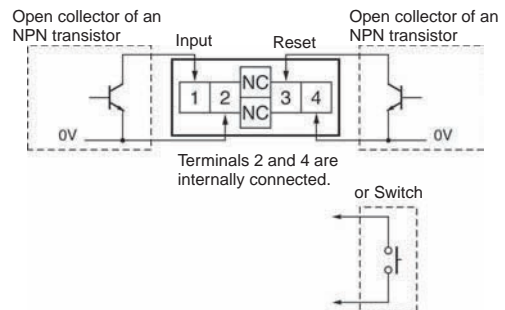 Open collector of an
NPN transistor
Open collector of an
NPN transistor
Input
Reset
NC
1 2 3 4
NC
0V
0V
Terminals 2 and 4 are
internally connected.
or Switch